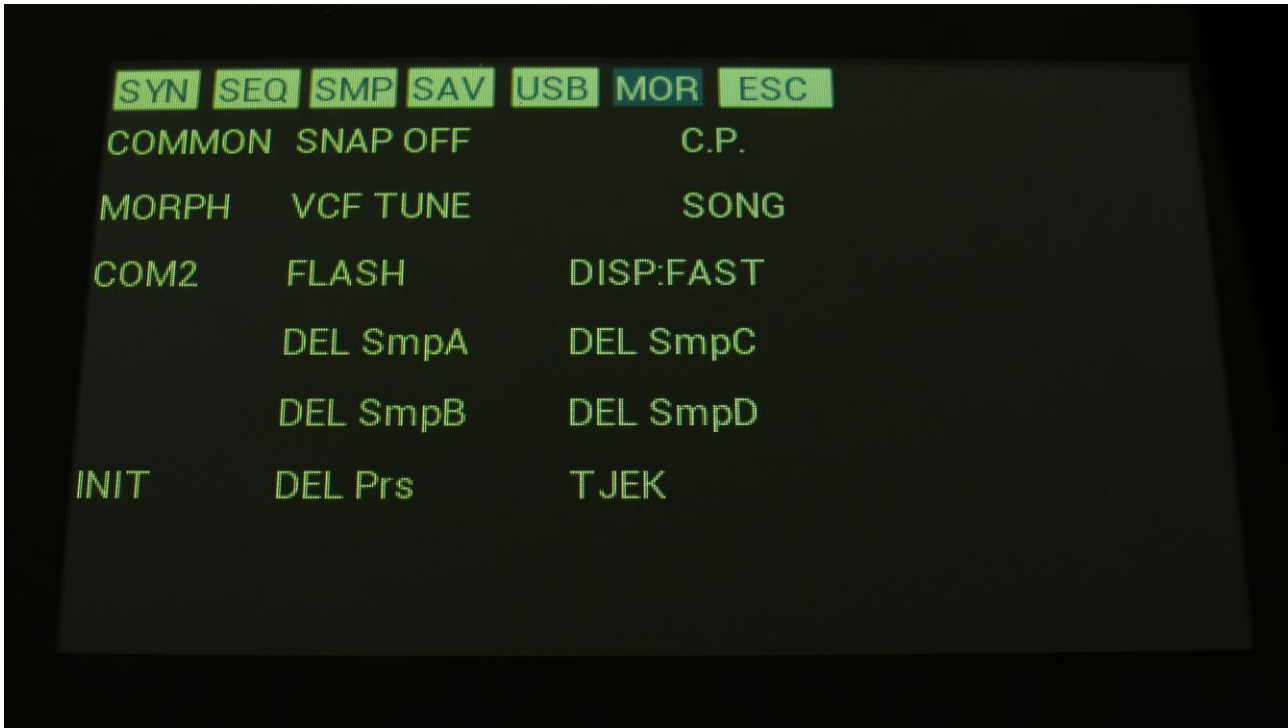 SYN SEQ SMP SAV USB MOR ESC
COMMON SNAP OFF C.P.
MORPH VCF TUNE SONG
COM2 FLASH DISP:FAST
DEL SmpA DEL SmpC
DEL SmpB DEL SmpD
INIT DEL Prs TJEK